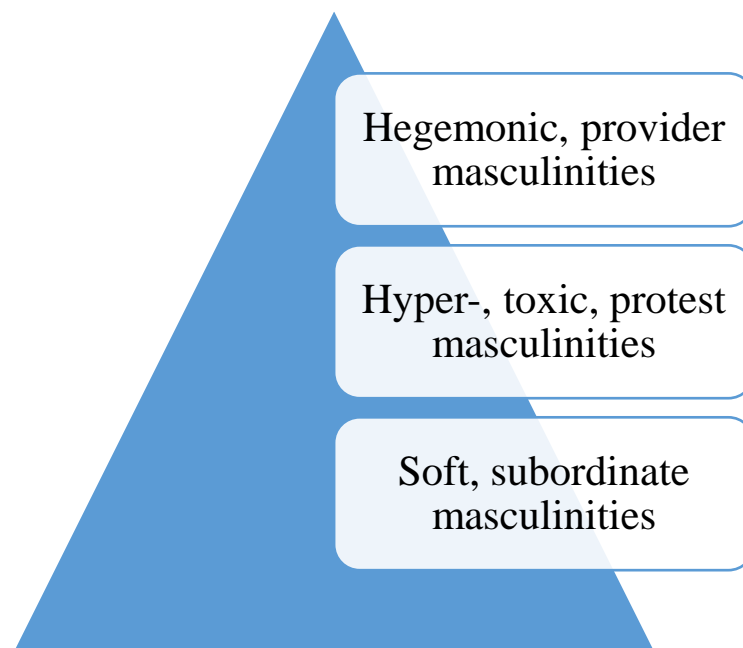 Hegemonic, provider
masculinities
Hyper-, toxic, protest
masculinities
Soft, subordinate
masculinities